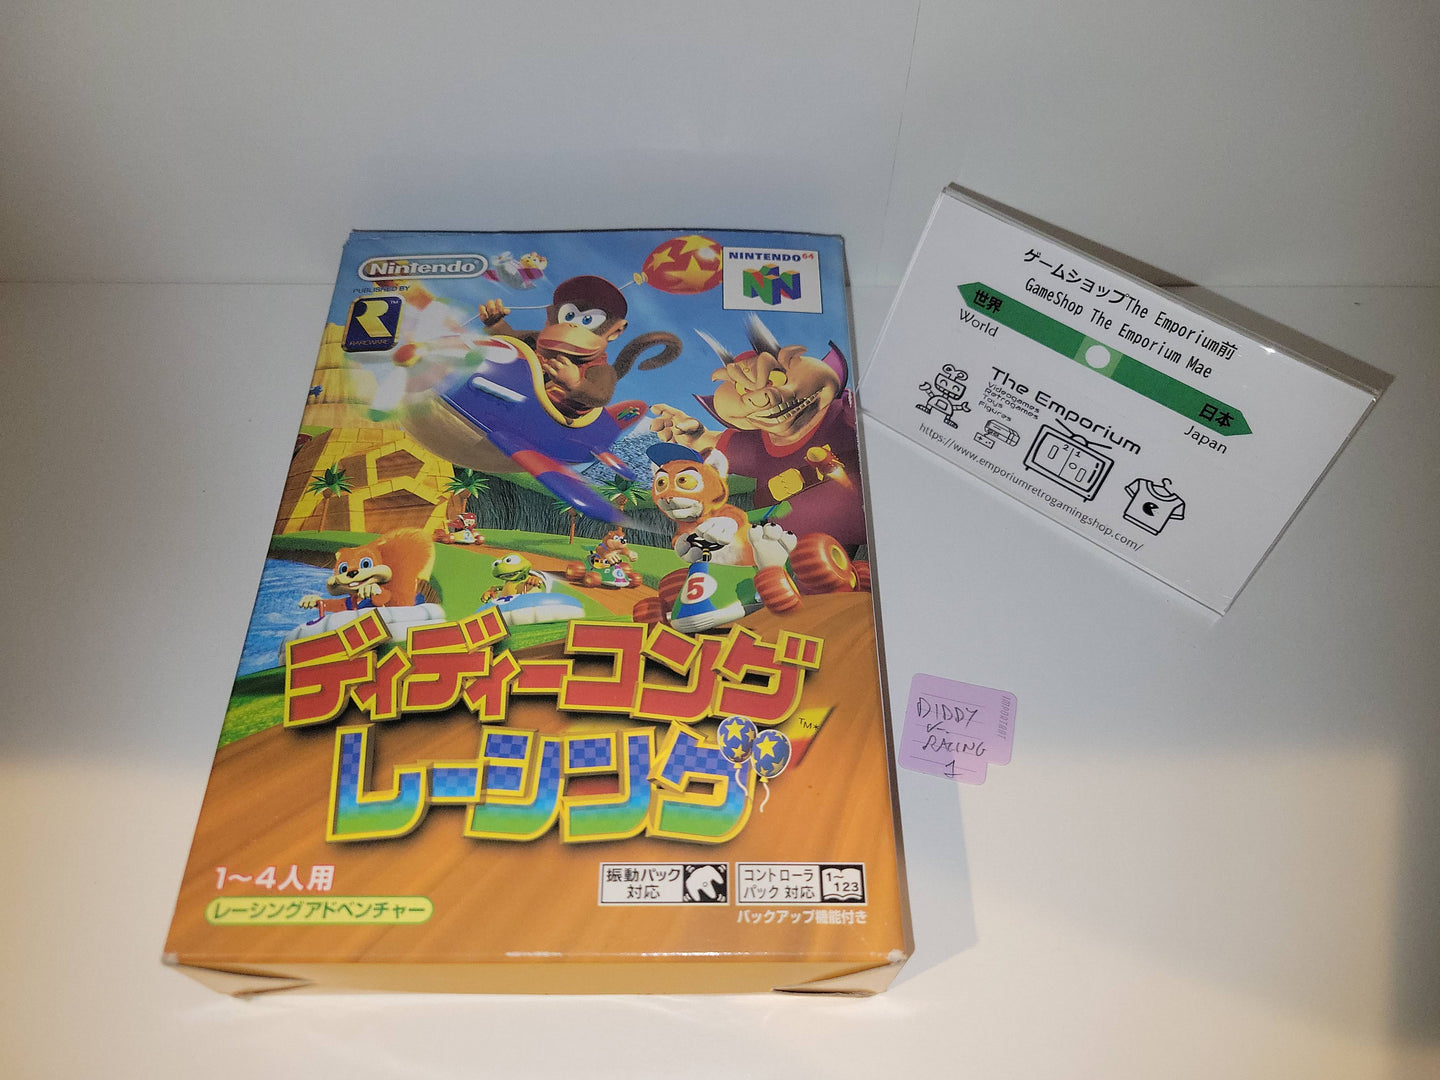 Nintendo
PUBLISHED BY
R™
RAREWARE
NINTENDO64
N
5
ディディーコング
レーシング
™*
1〜4人用
レーシングアドベンチャー
振動パック
対応
コントローラ
パック 対応
1〜
123
バックアップ機能付き
ゲームショップThe Emporium前
GameShop The Emporium Mae
世界
World
日本
Japan
The Emporium
Videogames
Retrogames
Toys
Figures
2 1
https://www.emporiumretrogamingshop.com/
DIDDY
RACING
1